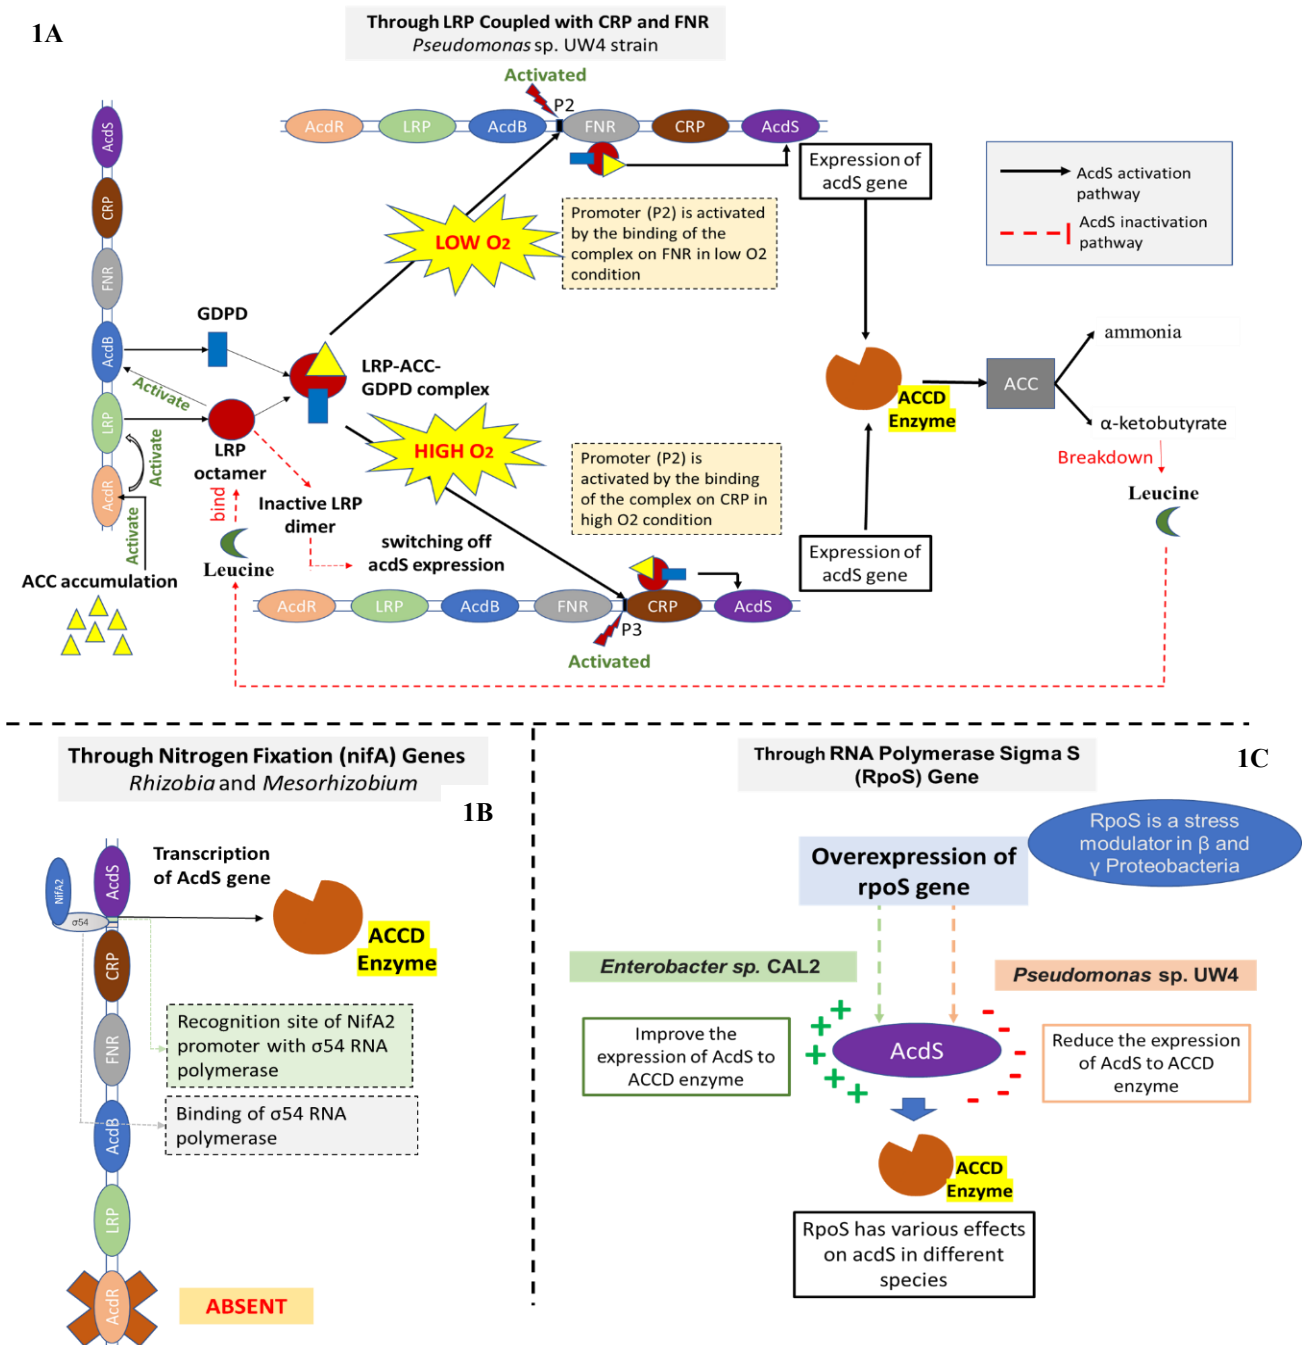 1A
Through LRP Coupled with CRP and FNR
Pseudomonas sp. UW4 strain
Activated
P2
AcdR
LRP
AcdB
FNR
CRP
AcdS
Expression of
acdS gene
AcdS activation
pathway
AcdS inactivation
pathway
Promoter (P2) is activated
by the binding of the
complex on FNR in low O2
condition
LOW O2
AcdS
CRP
FNR
AcdB
LRP
AcdR
GDPD
Activate
Activate
Activate
LRP
octamer
LRP-ACC-
GDPD complex
HIGH O2
Promoter (P2) is
activated by the binding
of the complex on CRP in
high O2 condition
ACCD
Enzyme
ACC
ammonia
α-ketobutyrate
Breakdown
Leucine
bind
Inactive LRP
dimer
Leucine
switching off
acdS expression
Expression of
acdS gene
ACC accumulation
AcdR
LRP
AcdB
FNR
CRP
AcdS
P3
Activated
Through Nitrogen Fixation (nifA) Genes
Rhizobia and Mesorhizobium
1B
Transcription
of AcdS gene
NifA2
σ54
AcdS
CRP
FNR
AcdB
LRP
AcdR
ACCD
Enzyme
Recognition site of NifA2
promoter with σ54 RNA
polymerase
Binding of σ54 RNA
polymerase
ABSENT
Through RNA Polymerase Sigma S
(RpoS) Gene
1C
RpoS is a stress
modulator in β and
γ Proteobacteria
Overexpression of
rpoS gene
Enterobacter sp. CAL2
Pseudomonas sp. UW4
Improve the
expression of AcdS to
ACCD enzyme
AcdS
Reduce the expression
of AcdS to ACCD
enzyme
ACCD
Enzyme
RpoS has various effects
on acdS in different
species